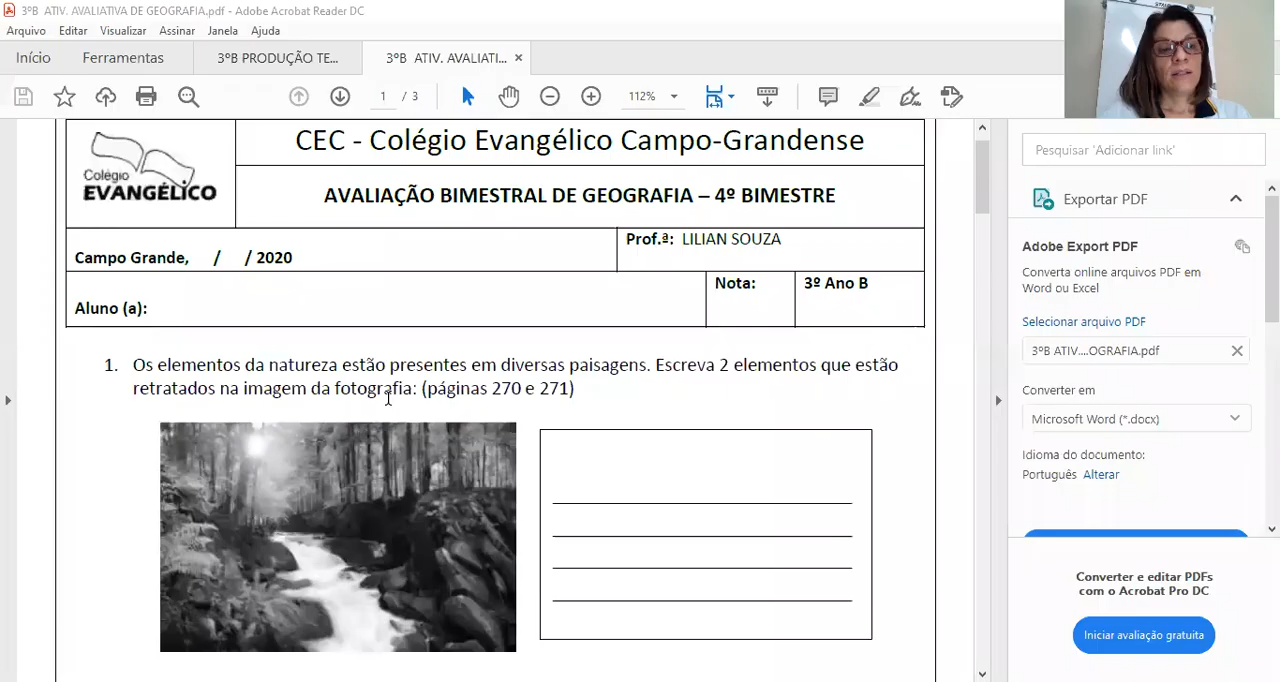 3ºB ATIV. AVALIATIVA DE GEOGRAFIA.pdf - Adobe Acrobat Reader DC
Arquivo Editar Visualizar Assinar Janela Ajuda
Início Ferramentas 3ºB PRODUÇÃO TE... 3ºB ATIV. AVALIATI... ×
1 / 3 112%
Colégio
EVANGÉLICO
CEC - Colégio Evangélico Campo-Grandense
AVALIAÇÃO BIMESTRAL DE GEOGRAFIA – 4º BIMESTRE
Campo Grande, / / 2020
Prof.ª: LILIAN SOUZA
Aluno (a):
Nota:
3º Ano B
1. Os elementos da natureza estão presentes em diversas paisagens. Escreva 2 elementos que estão
retratados na imagem da fotografia: (páginas 270 e 271)
Pesquisar 'Adicionar link'
Exportar PDF
Adobe Export PDF
Converta online arquivos PDF em
Word ou Excel
Selecionar arquivo PDF
3ºB ATIV....OGRAFIA.pdf
Converter em
Microsoft Word (*.docx)
Idioma do documento:
Português Alterar
Converter e editar PDFs
com o Acrobat Pro DC
Iniciar avaliação gratuita